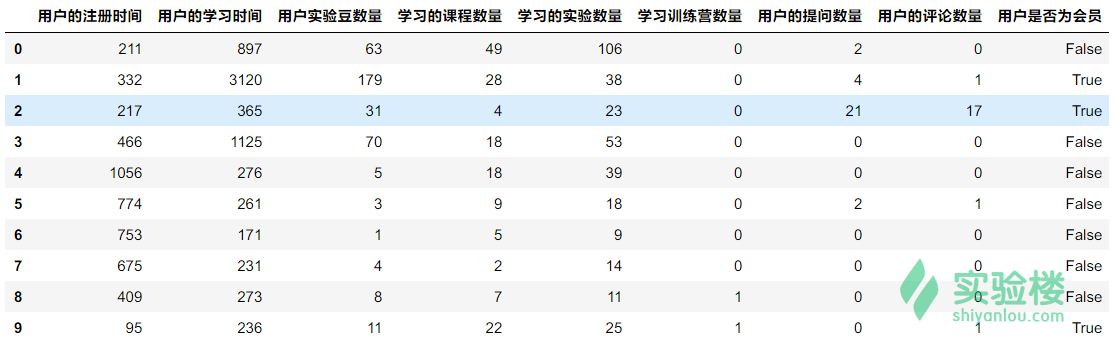 用户的注册时间 用户的学习时间 用户实验豆数量 学习的课程数量 学习的实验数量 学习训练营数量 用户的提问数量 用户的评论数量 用户是否为会员
0 211 897 63 49 106 0 2 0 False
1 332 3120 179 28 38 0 4 1 True
2 217 365 31 4 23 0 21 17 True
3 466 1125 70 18 53 0 0 0 False
4 1056 276 5 18 39 0 0 0 False
5 774 261 3 9 18 0 2 1 False
6 753 171 1 5 9 0 0 0 False
7 675 231 4 2 14 0 0 0 False
8 409 273 8 7 11 1 0 0 False
9 95 236 11 22 25 1 0 1 True
实验楼
shiyanlou.com